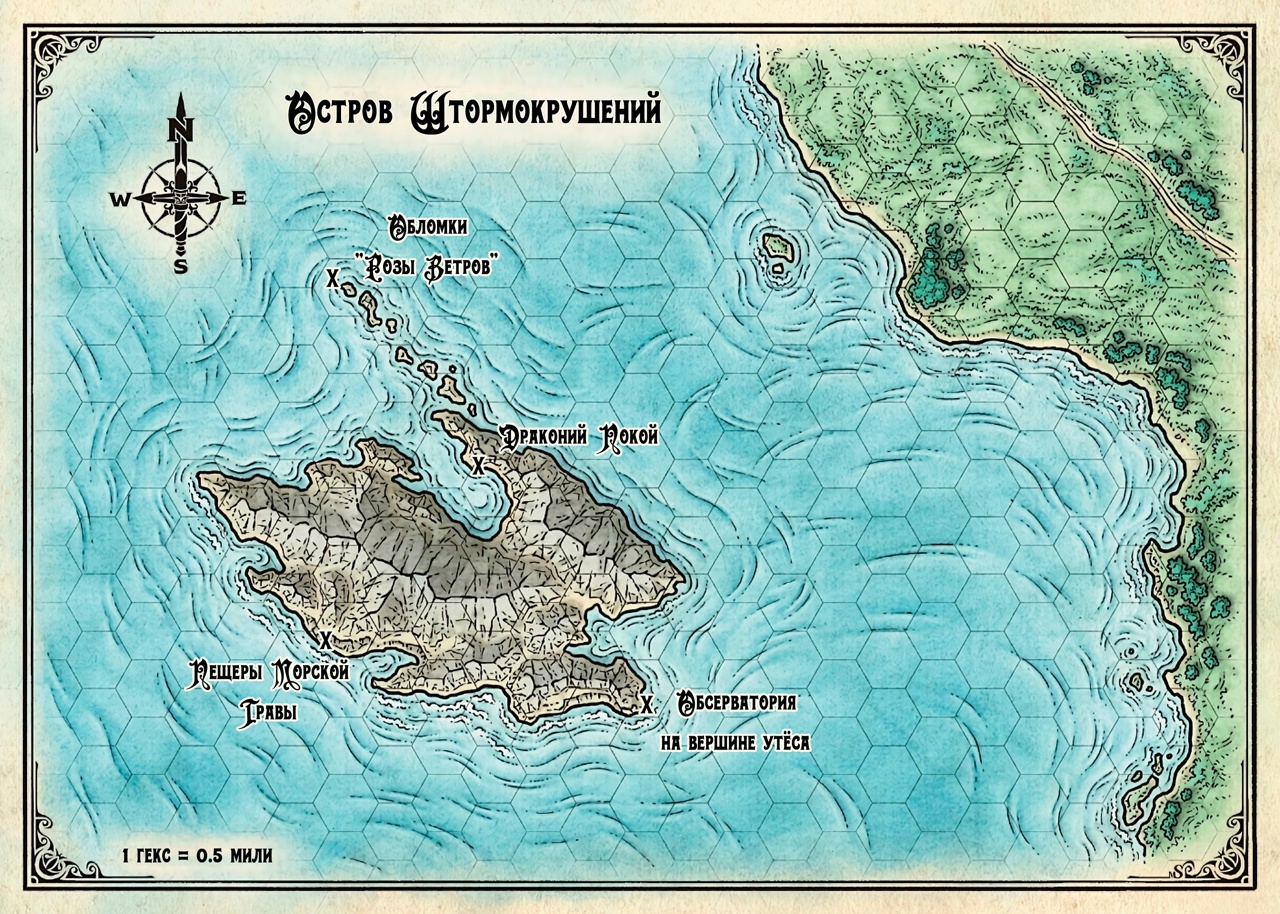 Остров Штормокрушений
N
W E
S
Обломки
"Розы Ветров"
X
Драконий Покой
X
X
Пещеры Морской
Травы
X Обсерватория
на вершине утёса
1 гекс = 0.5 мили
MS